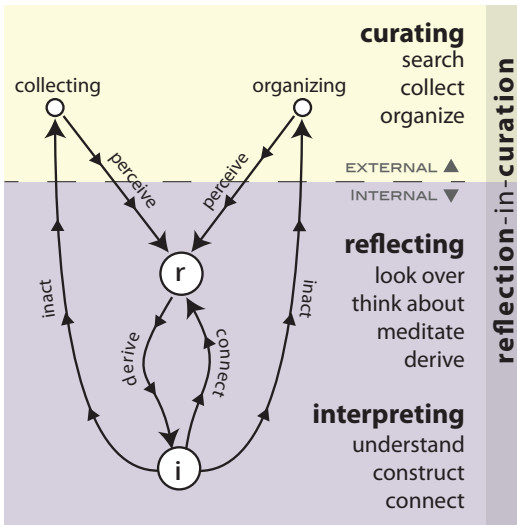 curating
search
collecting
organizing
collect
organize
perceive
perceive
EXTERNAL ▲
INTERNAL ▼
reflecting
r
look over
inact
inact
think about
meditate
derive
connect
derive
interpreting
understand
i
construct
connect
reflection-in-curation